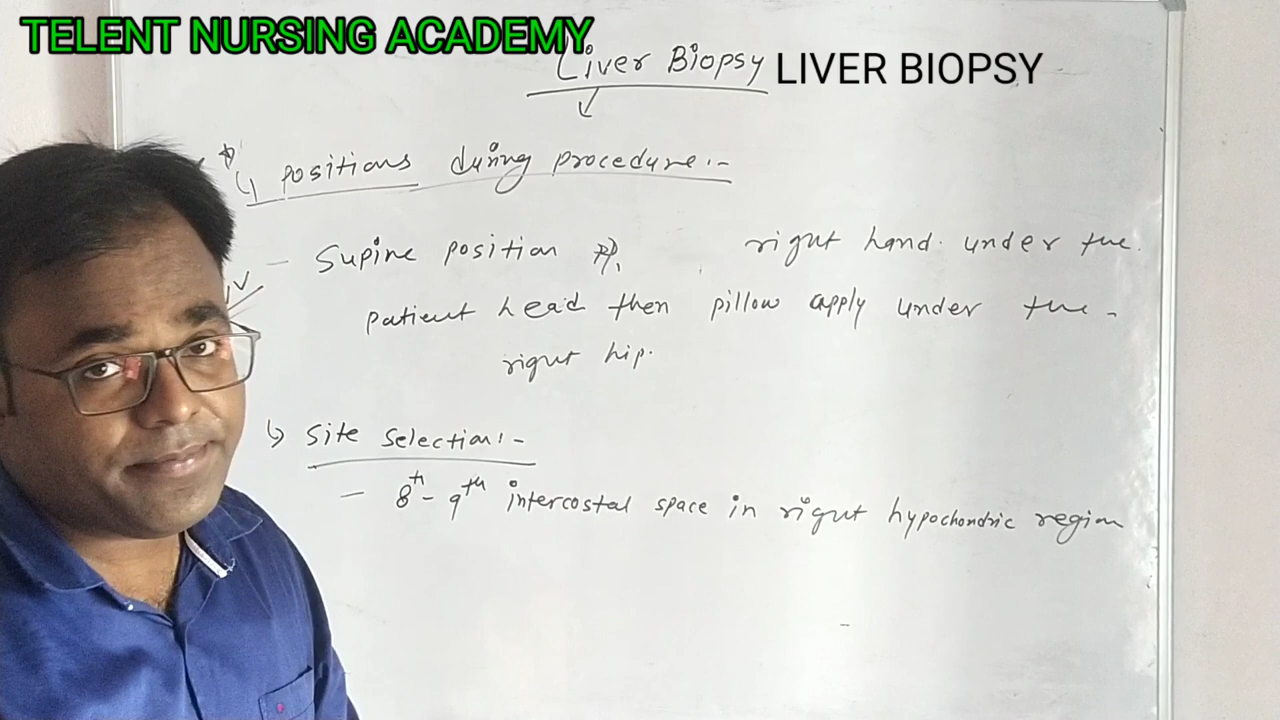 TELENT NURSING ACADEMY
Liver Biopsy LIVER BIOPSY
positions during procedure :-
- Supine position right hand. under the.
patient head then pillow apply under the -
right hip.
Site Selection :-
- 8th - 9th intercostal space in right hypochondric region